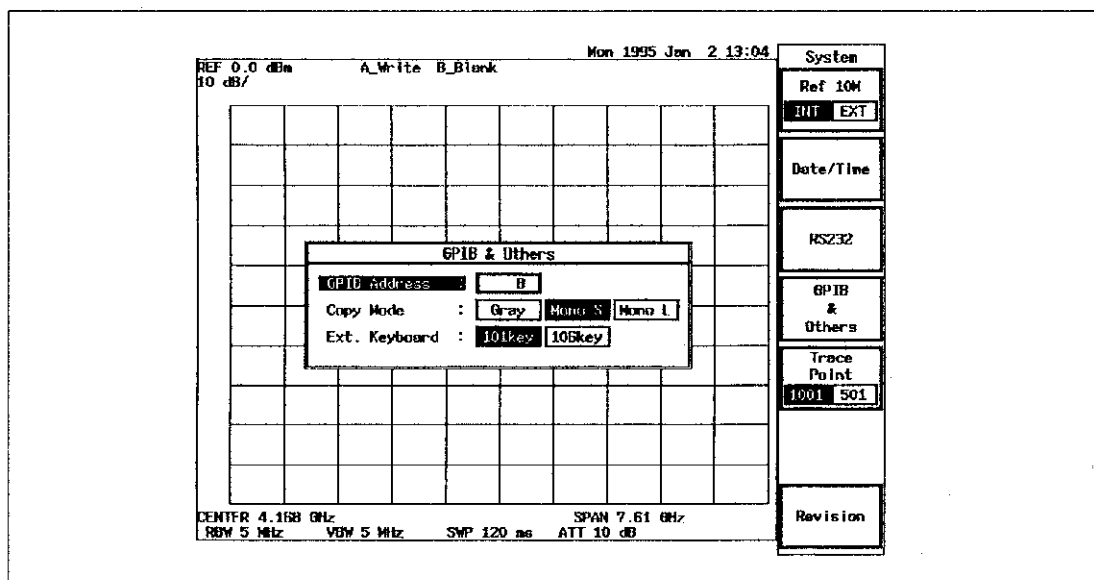 Mon 1995 Jan 2 13:04
REF 0.0 dBm A_Write B_Blank
10 dB/
GPIB & Others
GPIB Address : 8
Copy Mode : Gray Mono S Mono L
Ext. Keyboard : 101key 106key
CENTER 4.168 GHz SPAN 7.61 GHz
RBW 5 MHz VBW 5 MHz SWP 120 ms ATT 10 dB
System
Ref 10M
INT EXT
Date/Time
RS232
GPIB
&
Others
Trace
Point
1001 501
Revision